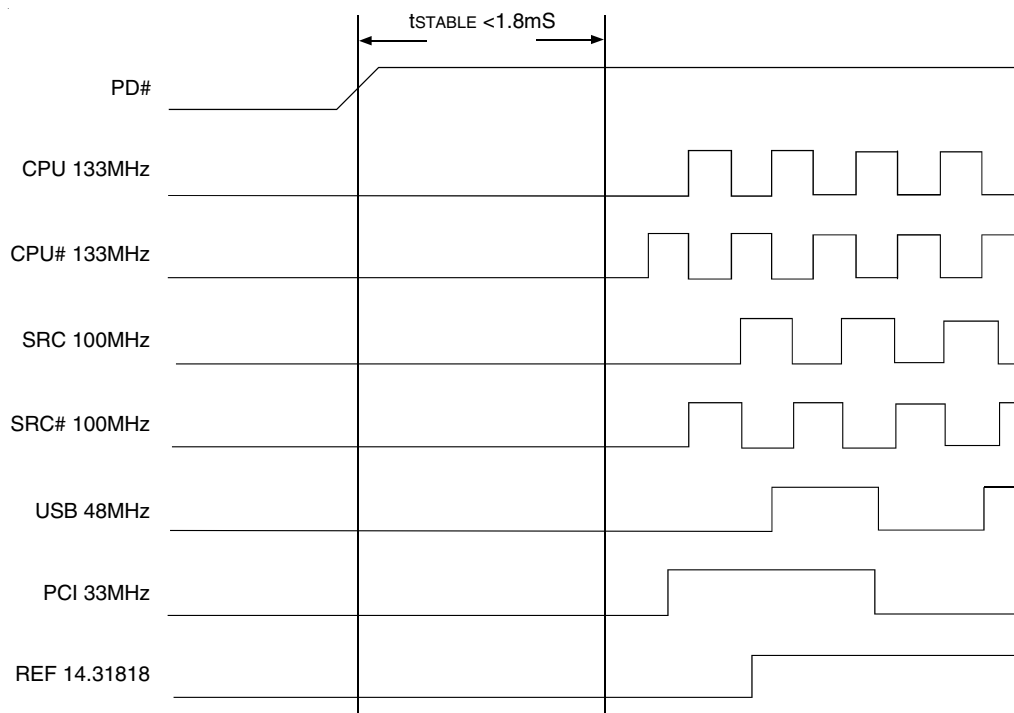 tSTABLE <1.8mS
PD#
CPU 133MHz
CPU# 133MHz
SRC 100MHz
SRC# 100MHz
USB 48MHz
PCI 33MHz
REF 14.31818